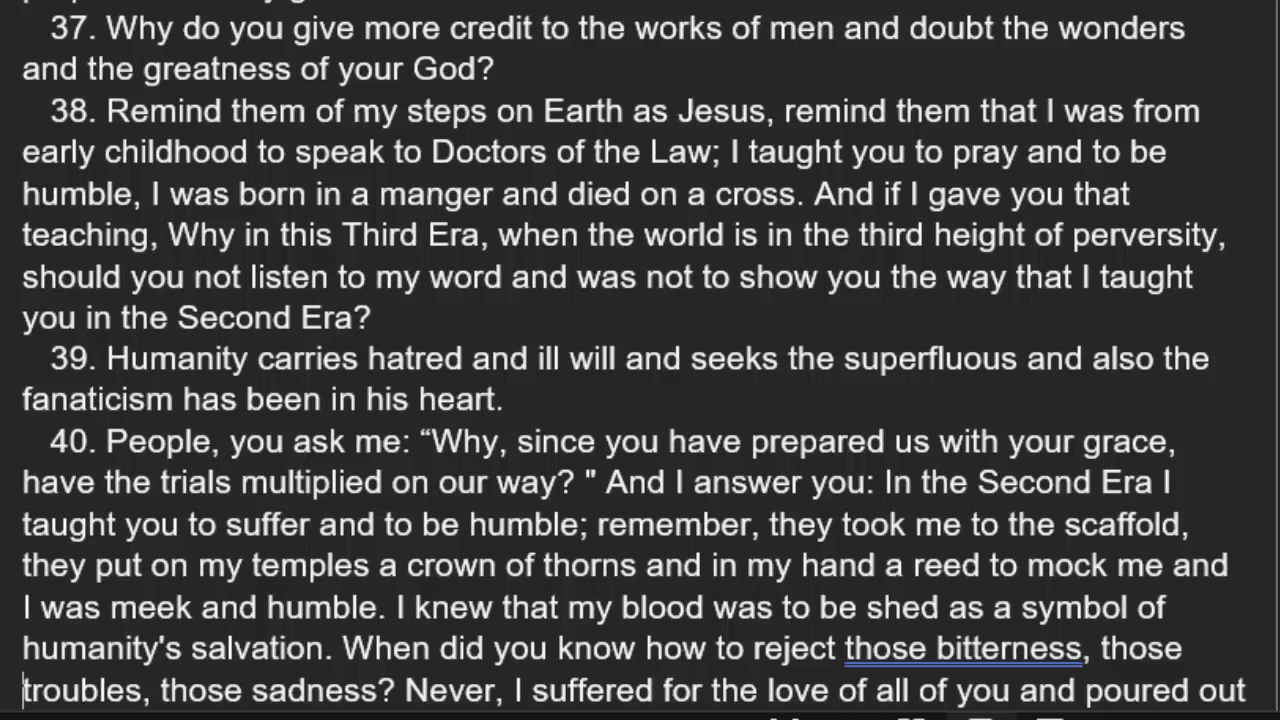 37. Why do you give more credit to the works of men and doubt the wonders
and the greatness of your God?
38. Remind them of my steps on Earth as Jesus, remind them that I was from
early childhood to speak to Doctors of the Law; I taught you to pray and to be
humble, I was born in a manger and died on a cross. And if I gave you that
teaching, Why in this Third Era, when the world is in the third height of perversity,
should you not listen to my word and was not to show you the way that I taught
you in the Second Era?
39. Humanity carries hatred and ill will and seeks the superfluous and also the
fanaticism has been in his heart.
40. People, you ask me: “Why, since you have prepared us with your grace,
have the trials multiplied on our way? " And I answer you: In the Second Era I
taught you to suffer and to be humble; remember, they took me to the scaffold,
they put on my temples a crown of thorns and in my hand a reed to mock me and
I was meek and humble. I knew that my blood was to be shed as a symbol of
humanity's salvation. When did you know how to reject those bitterness, those
troubles, those sadness? Never, I suffered for the love of all of you and poured out